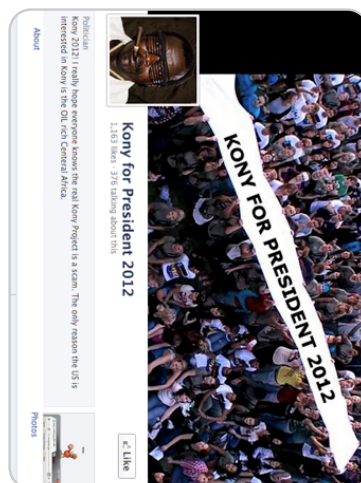 KONY FOR PRESIDENT 2012
Kony for President 2012
1,163 likes · 376 talking about this
Like
Politician
Kony 2012! I really hope everyone knows the real Kony Project is a scam. The only reason the US is
interested in Kony is the OIL rich Centeral Africa.
About
Photos